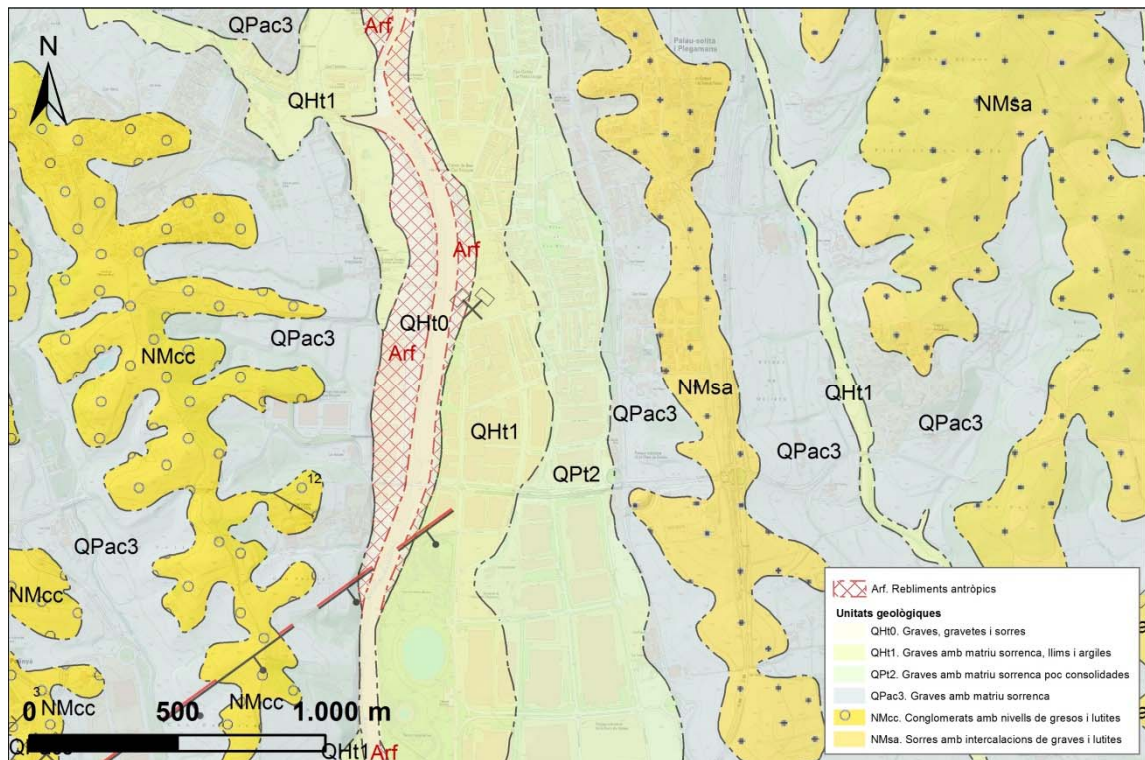 QPac3
Arf
Palau-solità
i Plegamans
N
QHt1
NMsa
Arf
QHt0
QPac3
Arf
NMcc
NMsa
QHt1
QPac3
QHt1
QPac3
QPac3
QPt2
12
QPac3
NMcc
3
NMcc
NMcc
0 500 1.000 m
QHt1 Arf
Arf. Rebliments antròpics
Unitats geològiques
QHt0. Graves, gravetes i sorres
QHt1. Graves amb matriu sorrenca, llims i argiles
QPt2. Graves amb matriu sorrenca poc consolidades
QPac3. Graves amb matriu sorrenca
NMcc. Conglomerats amb nivells de gresos i lutites
NMsa. Sorres amb intercalacions de graves i lutites